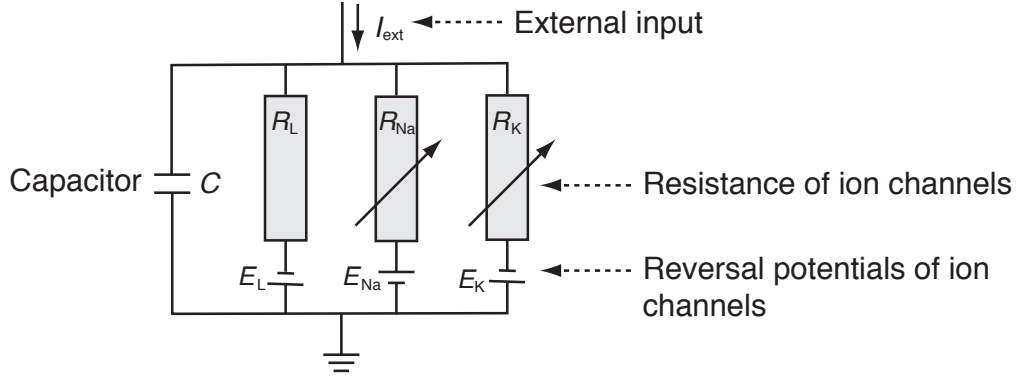 I_ext External input
R_L R_Na R_K
Capacitor C
Resistance of ion channels
E_L E_Na E_K
Reversal potentials of ion
channels